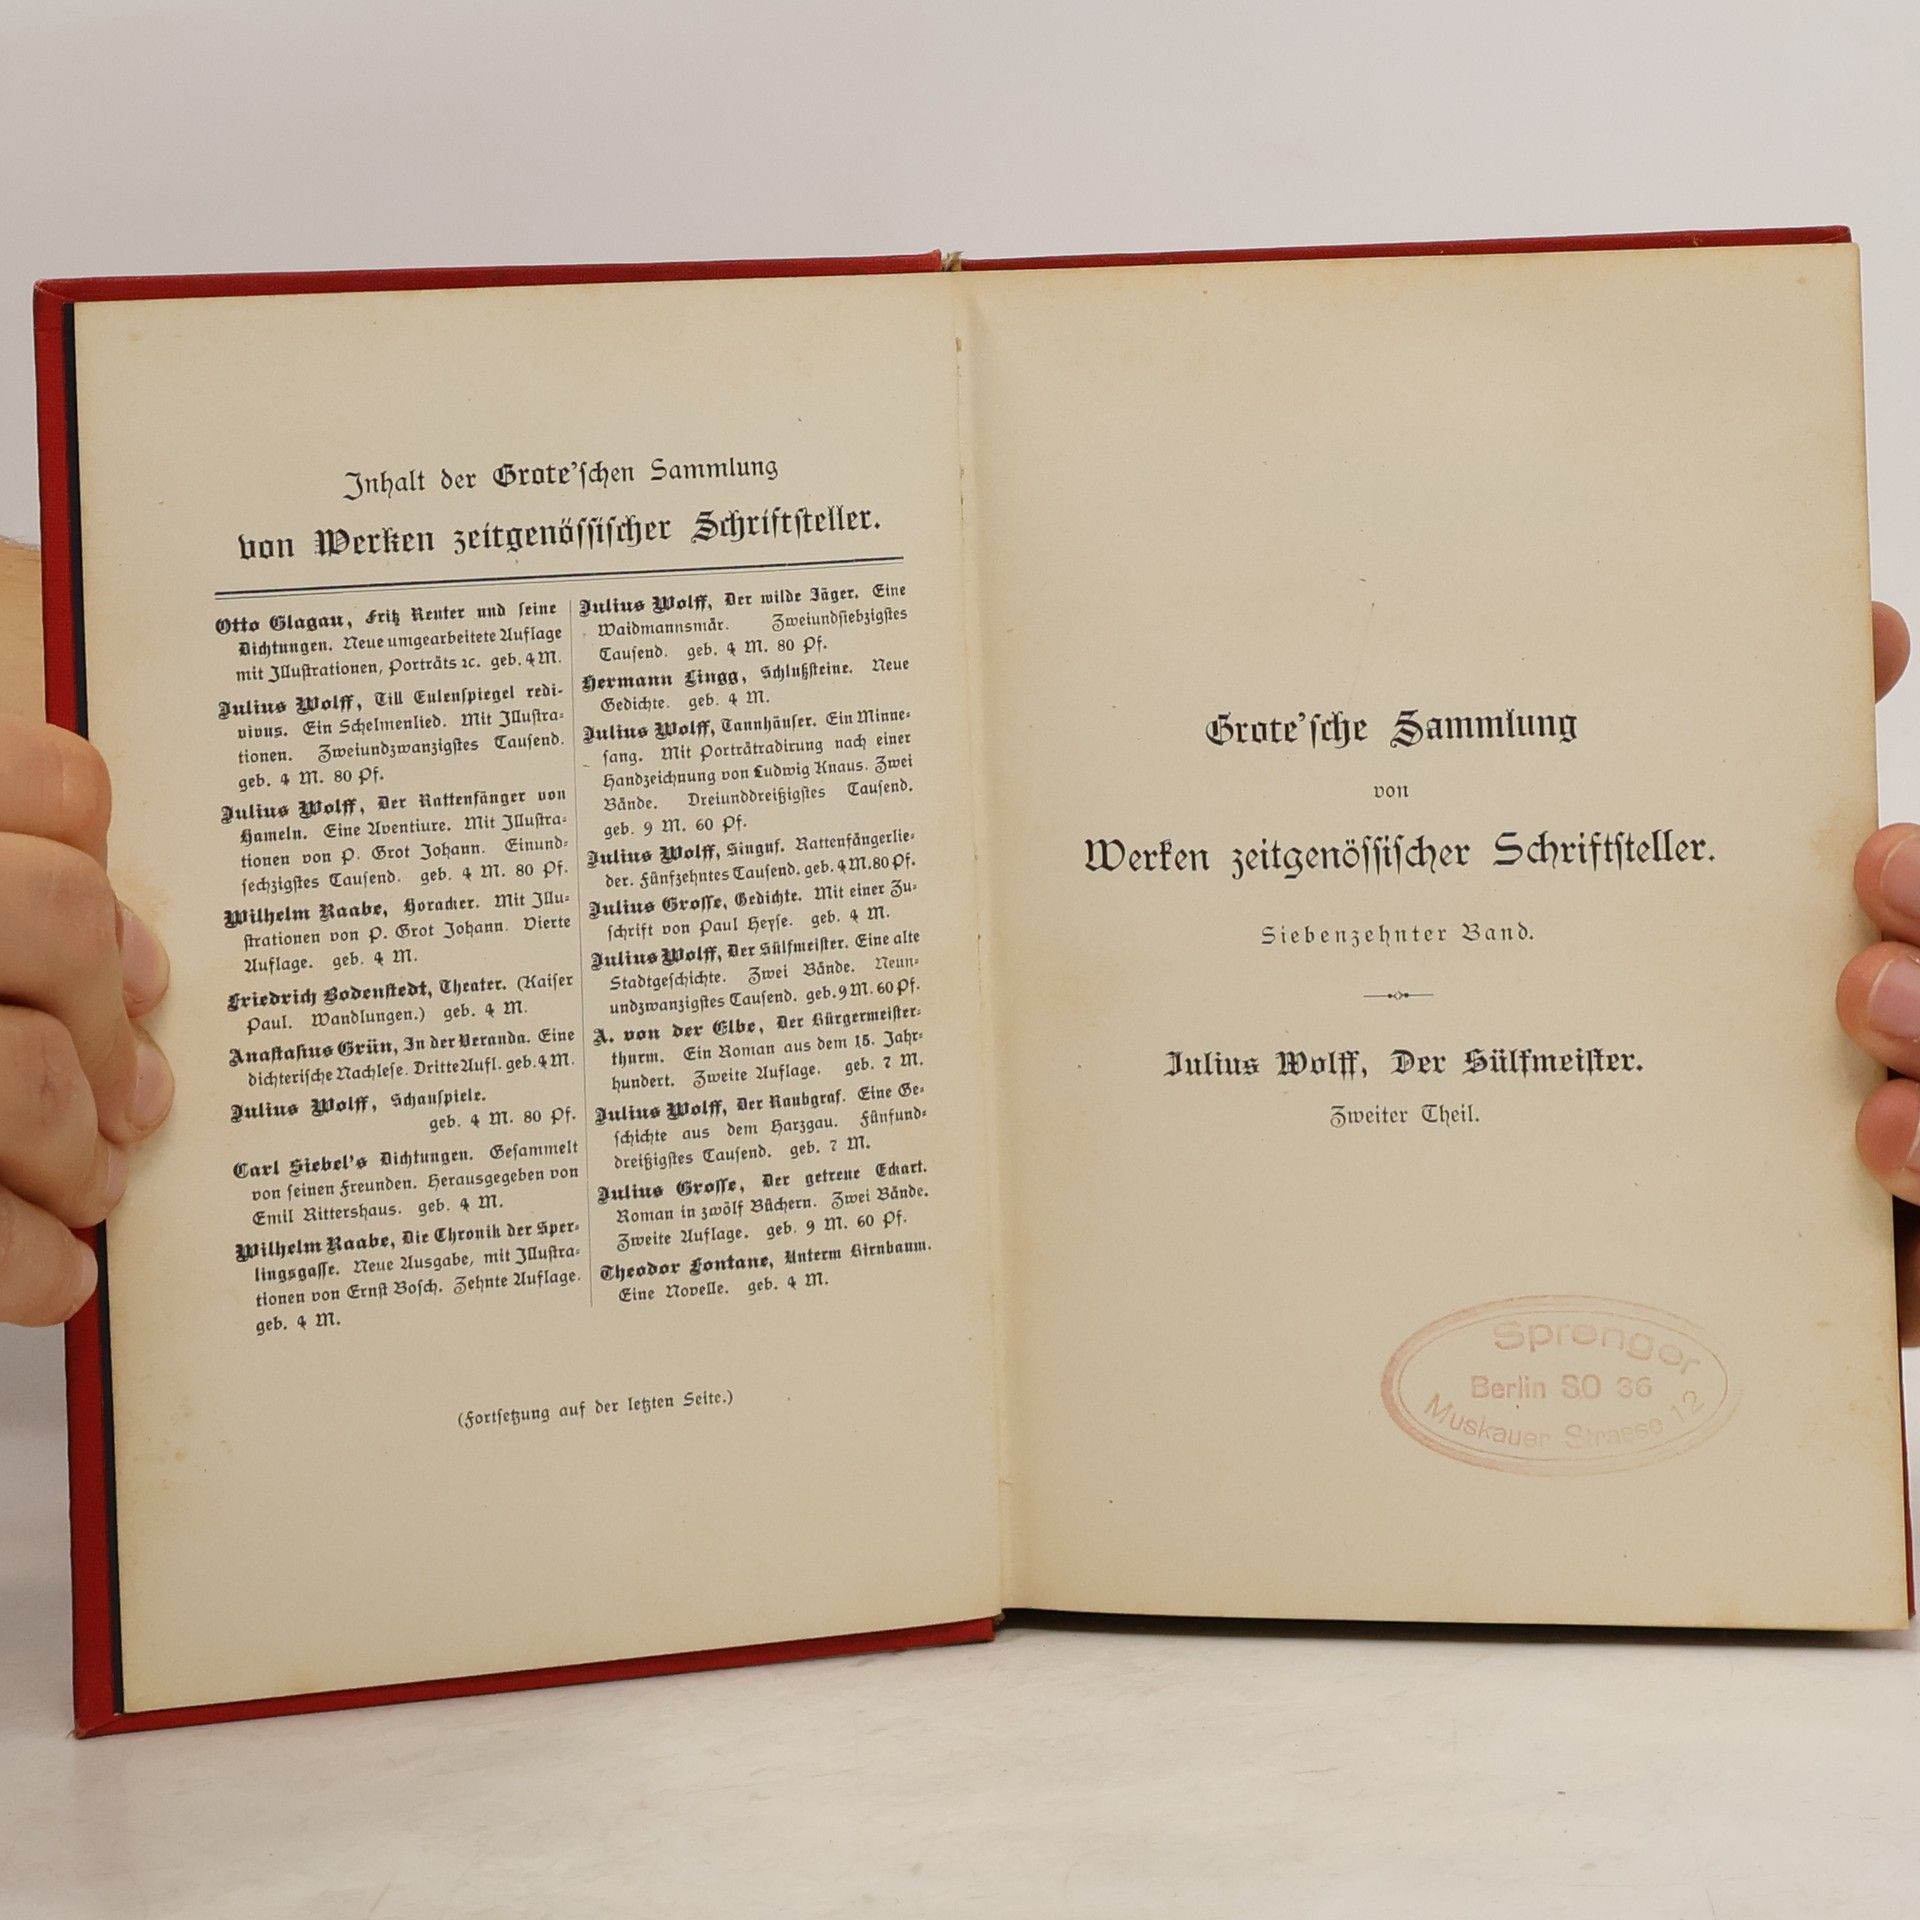 Inhalt der Grote'ſchen Sammlung
von Werken zeitgenöſſiſcher Schriftſteller.
Otto Glagau, Fritz Reuter und ſeine
Dichtungen. Neue umgearbeitete Auflage
mit Illuſtrationen, Porträts ꝛc. geb. 4 M.
Julius Wolff, Till Eulenſpiegel redi-
vivus. Ein Schelmenlied. Mit Illuſtra-
tionen. Zweiundzwanzigſtes Tauſend.
geb. 4 M. 80 Pf.
Julius Wolff, Der Rattenfänger von
Hameln. Eine Aventiure. Mit Illuſtra-
tionen von P. Grot Johann. Einund-
ſechzigſtes Tauſend. geb. 4 M. 80 Pf.
Wilhelm Raabe, Horacker. Mit Illu-
ſtrationen von P. Grot Johann. Vierte
Auflage. geb. 4 M.
Friedrich Bodenſtedt, Theater. (Kaiſer
Paul. Wandlungen.) geb. 4 M.
Anaſtaſius Grün, In der Veranda. Eine
dichteriſche Nachleſe. Dritte Aufl. geb. 4 M.
Julius Wolff, Schauſpiele.
geb. 4 M. 80 Pf.
Carl Siebel's Dichtungen. Geſammelt
von ſeinen Freunden. Herausgegeben von
Emil Rittershaus. geb. 4 M.
Wilhelm Raabe, Die Chronik der Sper-
lingsgaſſe. Neue Ausgabe, mit Illuſtra-
tionen von Ernſt Boſch. Zehnte Auflage.
geb. 4 M.
Julius Wolff, Der wilde Jäger. Eine
Waidmannsmär. Zweiundſiebzigſtes
Tauſend. geb. 4 M. 80 Pf.
Hermann Lingg, Schlußſteine. Neue
Gedichte. geb. 4 M.
Julius Wolff, Tannhäuſer. Ein Minne-
ſang. Mit Porträtradirung nach einer
Handzeichnung von Ludwig Knaus. Zwei
Bände. Dreiunddreißigſtes Tauſend.
geb. 9 M. 60 Pf.
Julius Wolff, Singuf. Rattenfängerlie-
der. Fünfzehntes Tauſend. geb. 4 M. 80 Pf.
Julius Groſſe, Gedichte. Mit einer Zu-
ſchrift von Paul Heyſe. geb. 4 M.
Julius Wolff, Der Sülfmeiſter. Eine alte
Stadtgeſchichte. Zwei Bände. Neun-
undzwanzigſtes Tauſend. geb. 9 M. 60 Pf.
A. von der Elbe, Der Bürgermeiſter-
thurm. Ein Roman aus dem 15. Jahr-
hundert. Zweite Auflage. geb. 7 M.
Julius Wolff, Der Raubgraf. Eine Ge-
ſchichte aus dem Harzgau. Fünfund-
dreißigſtes Tauſend. geb. 7 M.
Julius Groſſe, Der getreue Eckart.
Roman in zwölf Büchern. Zwei Bände.
Zweite Auflage. geb. 9 M. 60 Pf.
Theodor Fontane, Unterm Birnbaum.
Eine Novelle. geb. 4 M.
(Fortſetzung auf der letzten Seite.)
Grote'ſche Sammlung
von
Werken zeitgenöſſiſcher Schriftſteller.
Siebenzehnter Band.
Julius Wolff, Der Sülfmeiſter.
Zweiter Theil.
Sprenger
Berlin SO 36
Muskauer Strasse 12